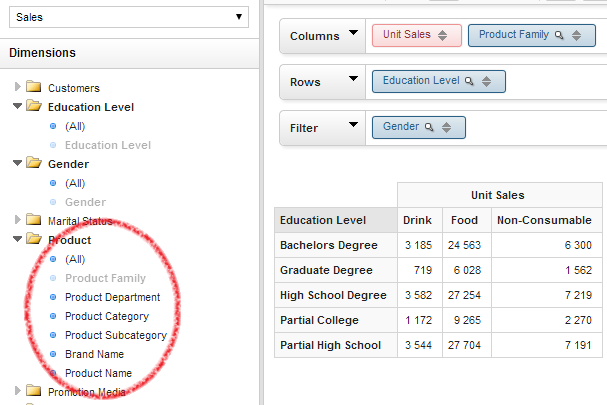 Sales
Dimensions
Customers
Education Level
(All)
Education Level
Gender
(All)
Gender
Marital Status
Product
(All)
Product Family
Product Department
Product Category
Product Subcategory
Brand Name
Product Name
Promotion Media
Columns Unit Sales Product Family
Rows Education Level
Filter Gender
Unit Sales
Education Level Drink Food Non-Consumable
Bachelors Degree 3 185 24 563 6 300
Graduate Degree 719 6 028 1 562
High School Degree 3 582 27 254 7 219
Partial College 1 172 9 265 2 270
Partial High School 3 544 27 704 7 191